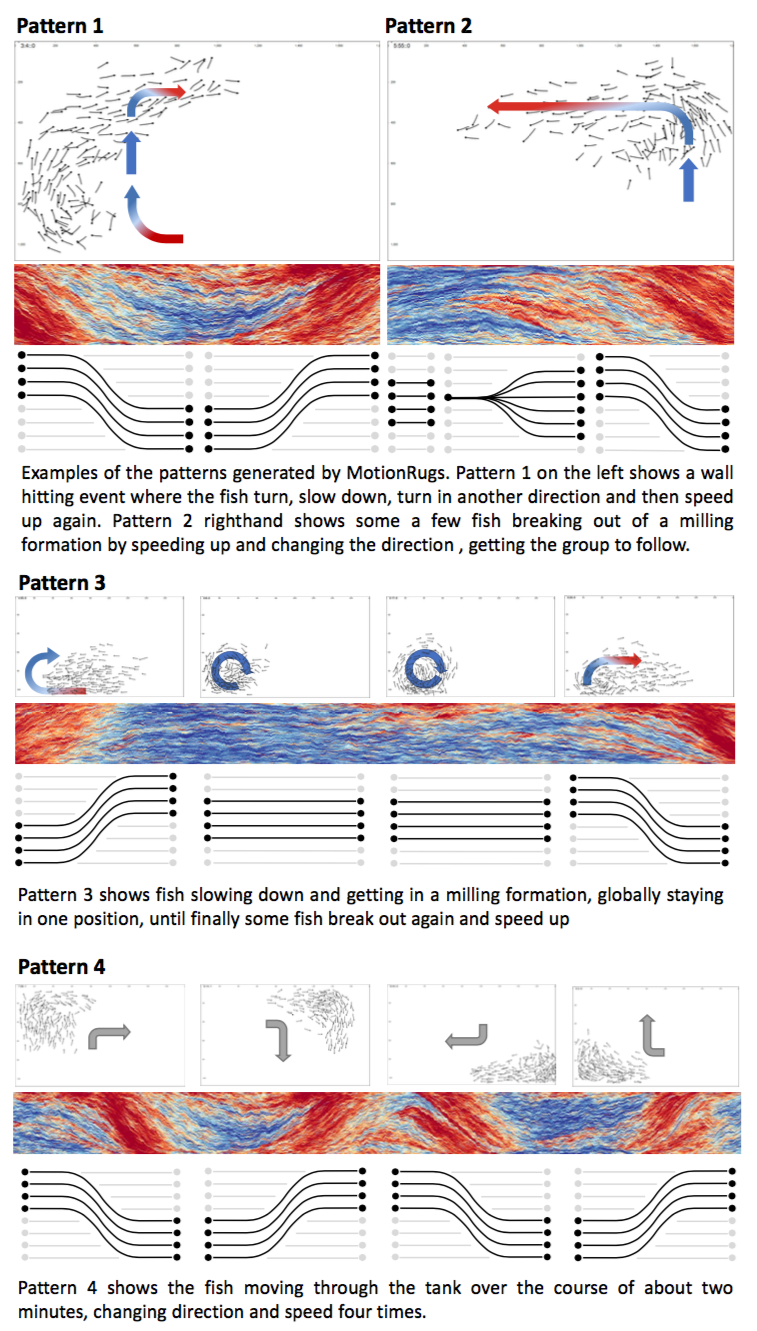 Pattern 1
Pattern 2
Examples of the patterns generated by MotionRugs. Pattern 1 on the left shows a wall
hitting event where the fish turn, slow down, turn in another direction and then speed
up again. Pattern 2 righthand shows some a few fish breaking out of a milling
formation by speeding up and changing the direction , getting the group to follow.
Pattern 3
Pattern 3 shows fish slowing down and getting in a milling formation, globally staying
in one position, until finally some fish break out again and speed up
Pattern 4
Pattern 4 shows the fish moving through the tank over the course of about two
minutes, changing direction and speed four times.